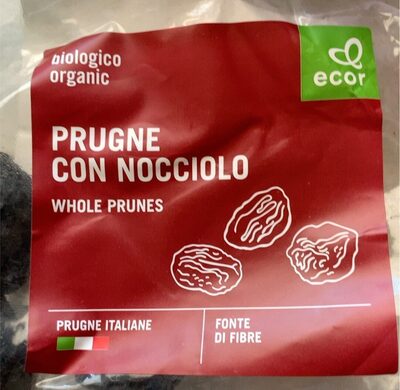 biologico
organic
ecor
PRUGNE
CON NOCCIOLO
WHOLE PRUNES
PRUGNE ITALIANE
FONTE
DI FIBRE